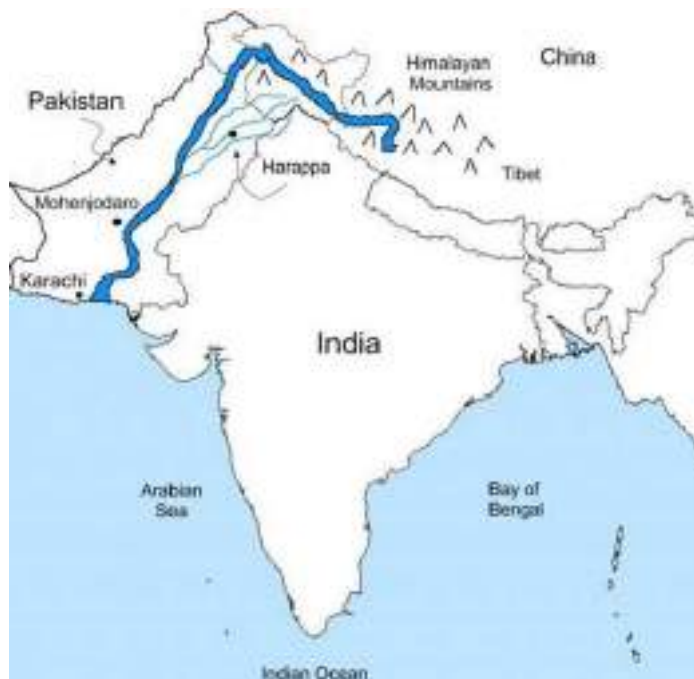 China
Himalayan
Mountains
Pakistan
Harappa
Tibet
Mohenjodaro
Karachi
India
Arabian
Sea
Bay of
Bengal
Indian Ocean